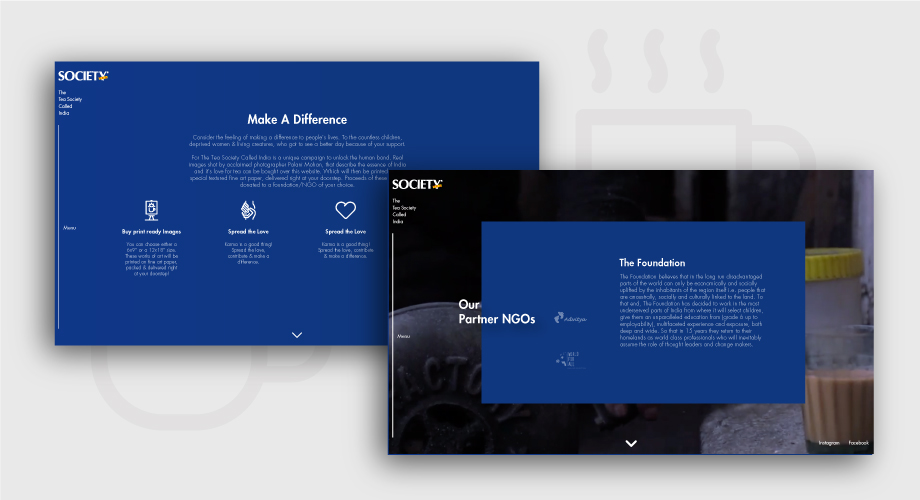 SOCIETY
The
Tea Society
Called
India
Make A Difference
Consider the feeling of making a difference to people's lives. To the countless children,
deprived women & living creatures, who got to see a better day because of your support.
For The Tea Society Called India is a unique campaign to unlock the human bond. Real
images shot by acclaimed photographer Palani Mohan, that describe the essence of India
and it's love for tea can be bought over this website. Which will then be printed
special textured fine art paper, delivered right at your doorstep. Proceeds of these
donated to a foundation/NGO of your choice.
Menu
Buy print ready Images
You can choose either a
6x9" or a 12x18" size.
These works of art will be
printed on fine art paper,
packed & delivered right
at your doorstep!
Spread the Love
Karma is a good thing!
Spread the love,
contribute & make a
difference.
Spread the Love
Karma is a good thing!
Spread the love, contribute
& make a difference.
SOCIETY
The
Tea Society
Called
India
Menu
Our
Partner NGOs
The Foundation
The Foundation believes that in the long run disadvantaged
parts of the world can only be economically and socially
uplifted by the inhabitants of the region itself i.e. people that
are ancestrally, socially and culturally linked to the land. To
that end, The Foundation has decided to work in the most
underserved parts of India from where it will select children,
give them an unparalleled education from (grade 6 up to
employability), multifaceted experience and exposure, both
deep and wide. So that in 15 years they return to their
homelands as world class professionals who will inevitably
assume the role of thought leaders and change makers.
Instagram Facebook